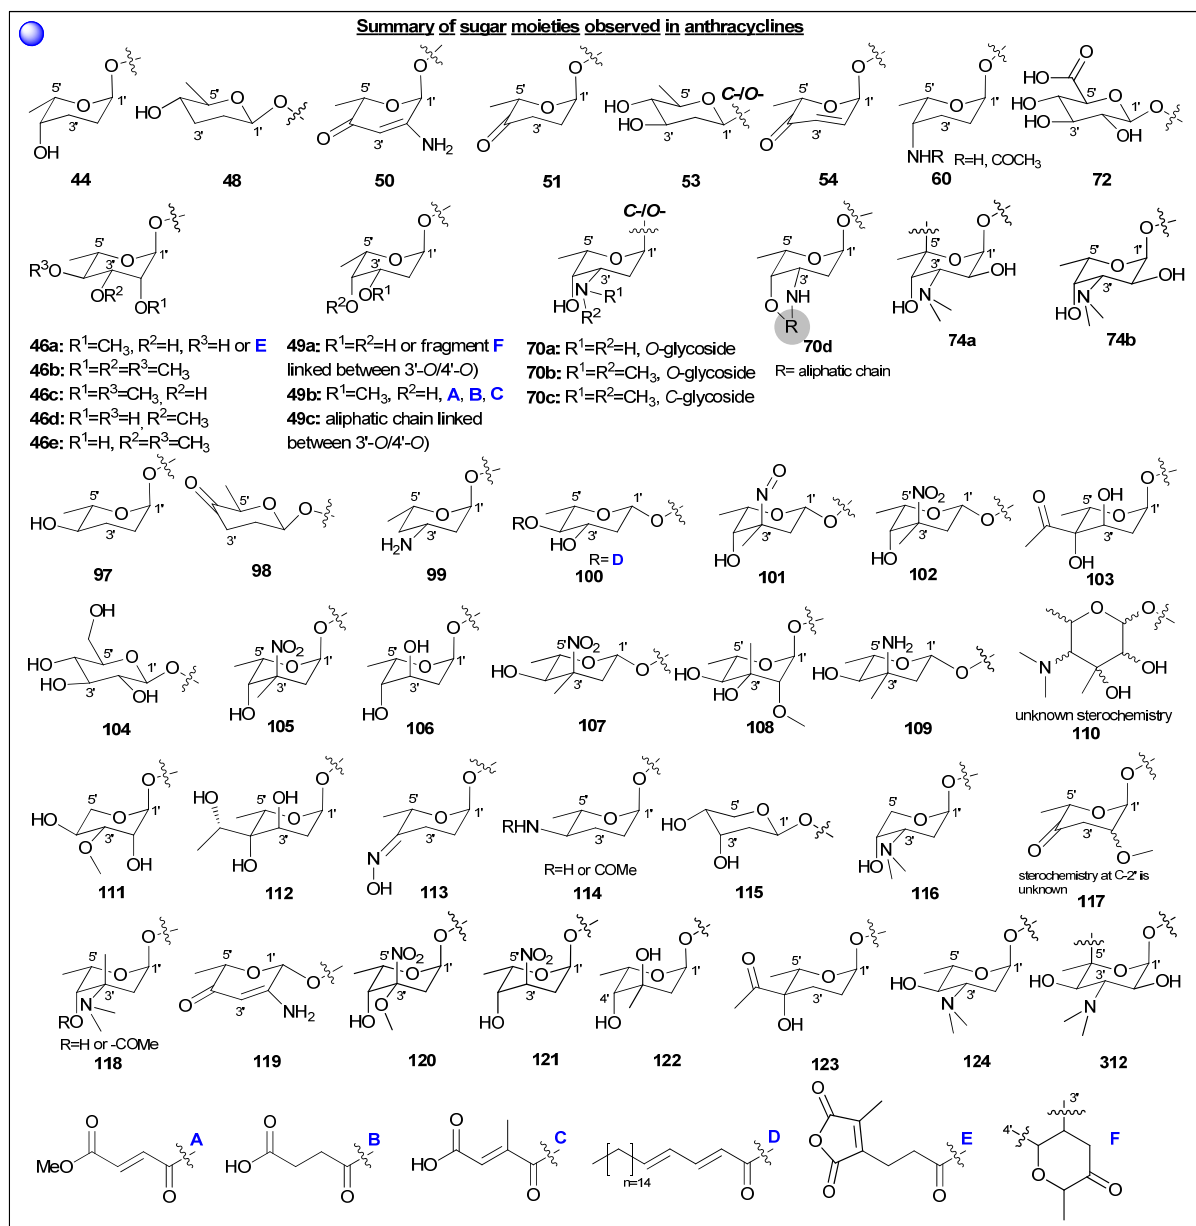 Summary of sugar moieties observed in anthracyclines
44 48 50 51 53 54 60 72
NHR R=H, COCH3
46a: R1=CH3, R2=H, R3=H or E
46b: R1=R2=R3=CH3
46c: R1=R3=CH3, R2=H
46d: R1=R3=H, R2=CH3
46e: R1=H, R2=R3=CH3
49a: R1=R2=H or fragment F
linked between 3'-O/4'-O)
49b: R1=CH3, R2=H, A, B, C
49c: aliphatic chain linked
between 3'-O/4'-O)
70a: R1=R2=H, O-glycoside
70b: R1=R2=CH3, O-glycoside
70c: R1=R2=CH3, C-glycoside
70d
R= aliphatic chain
74a 74b
97 98 99 100 101 102 103
R= D
104 105 106 107 108 109 110
unknown sterochemistry
111 112 113 114 115 116 117
R=H or COMe
sterochemistry at C-2' is
unknown
118 119 120 121 122 123 124 312
R=H or -COMe
A B C D E F
MeO HO HO n=14 4' 3'